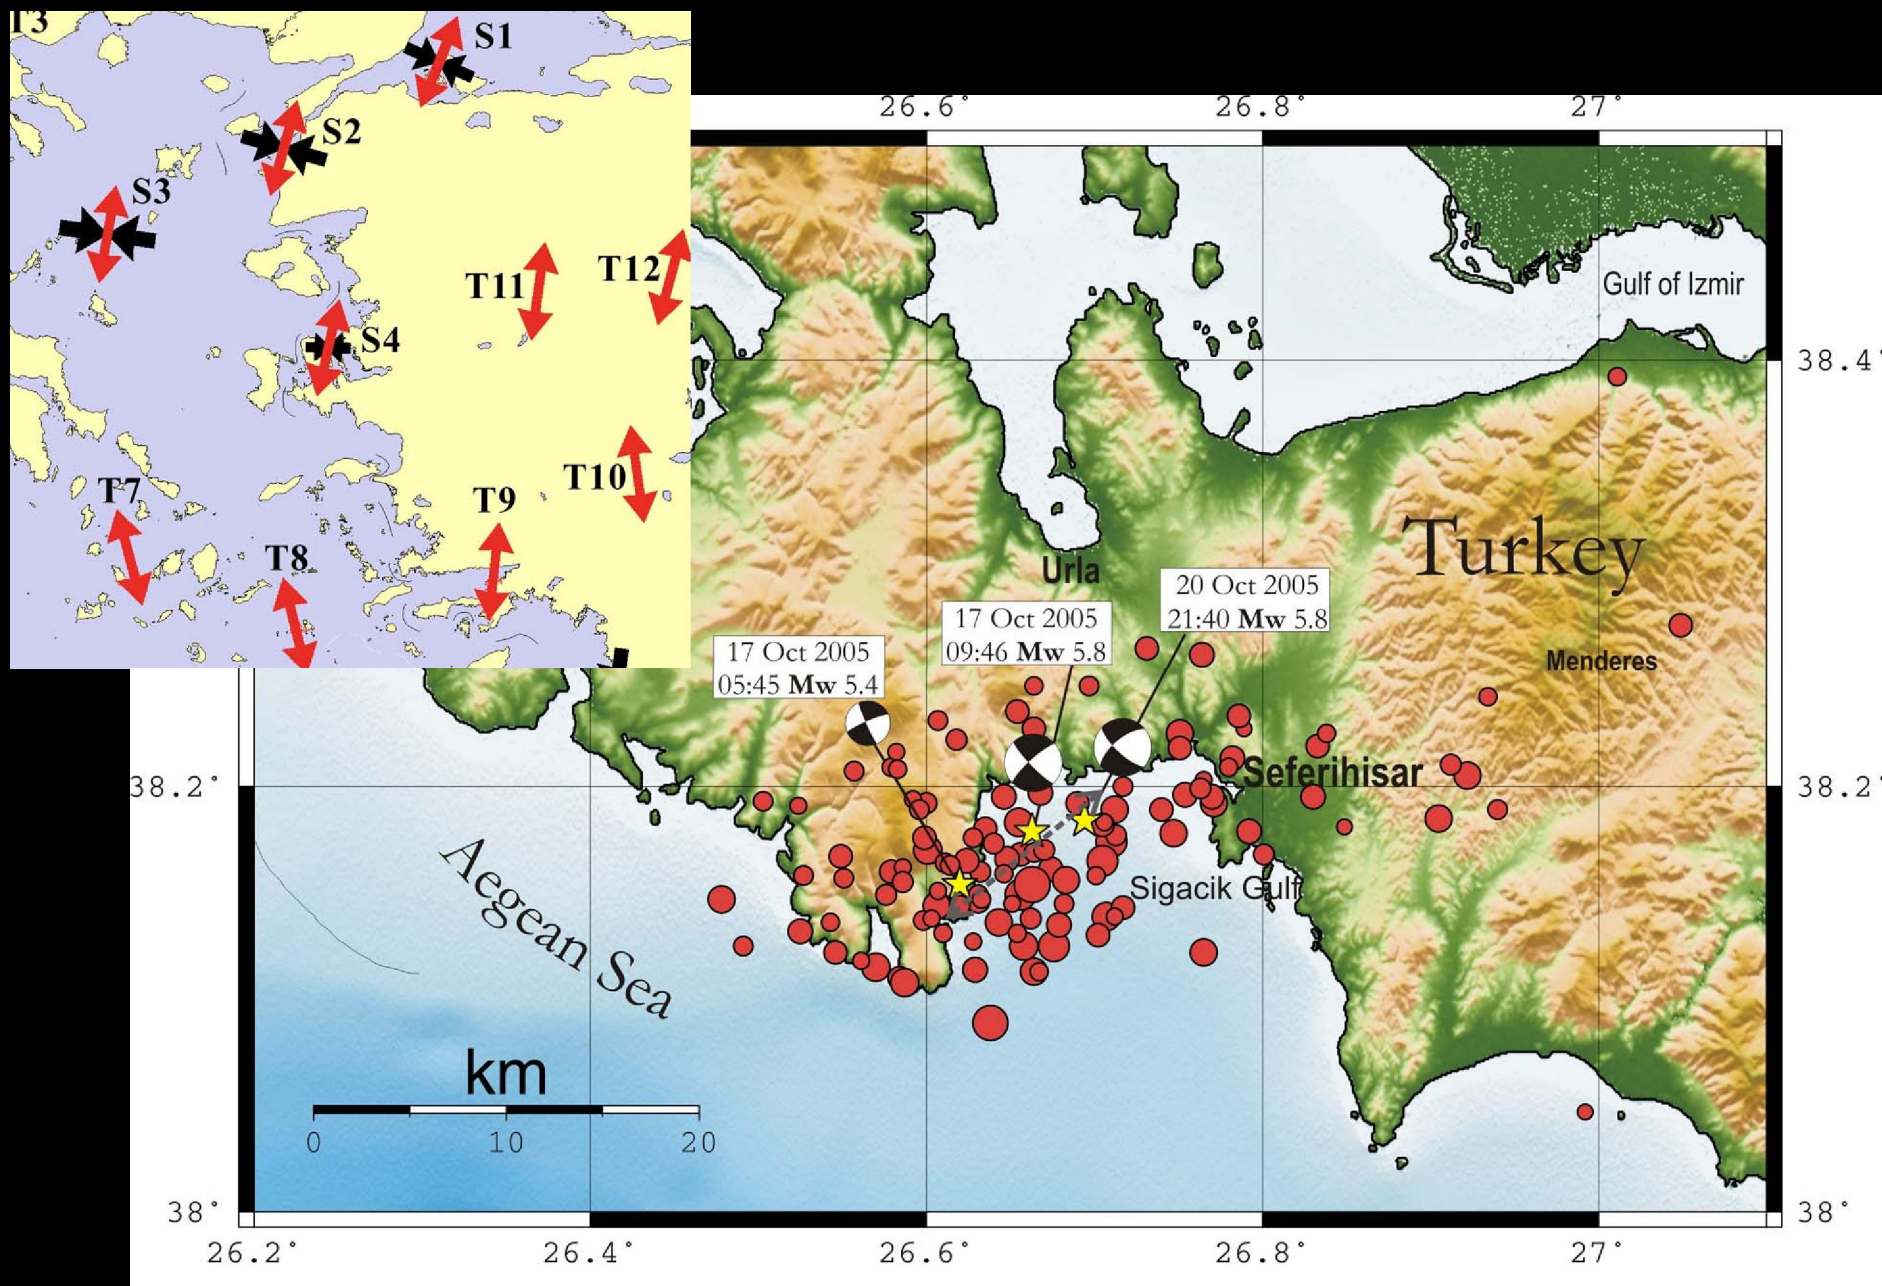 T3
S1
S2
S3
T11
T12
S4
T10
T7
T9
T8
26.6°
26.8°
27°
Gulf of Izmir
38.4°
Turkey
Urla
20 Oct 2005
21:40 Mw 5.8
17 Oct 2005
09:46 Mw 5.8
17 Oct 2005
05:45 Mw 5.4
Menderes
Seferihisar
38.2°
38.2°
Aegean Sea
Sigacik Gulf
km
0
10
20
38°
38°
26.2°
26.4°
26.6°
26.8°
27°